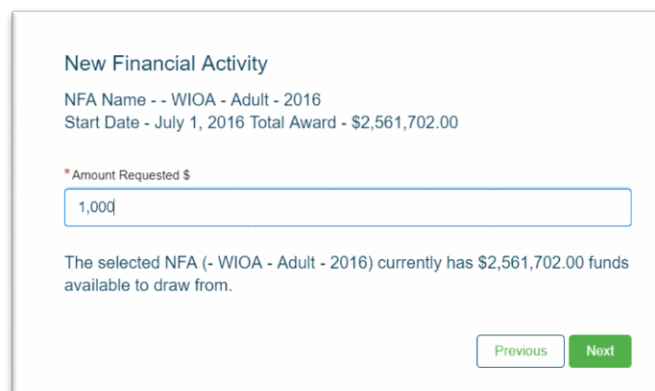 New Financial Activity
NFA Name - - WIOA - Adult - 2016
Start Date - July 1, 2016 Total Award - $2,561,702.00
*Amount Requested $
1,000
The selected NFA (- WIOA - Adult - 2016) currently has $2,561,702.00 funds
available to draw from.
Previous Next